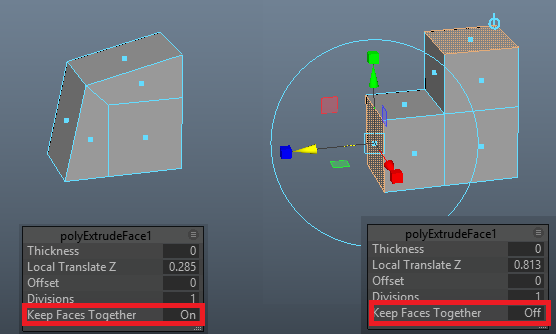 polyExtrudeFace1
Thickness 0
Local Translate Z 0.285
Offset 0
Divisions 1
Keep Faces Together On
polyExtrudeFace1
Thickness 0
Local Translate Z 0.813
Offset 0
Divisions 1
Keep Faces Together Off